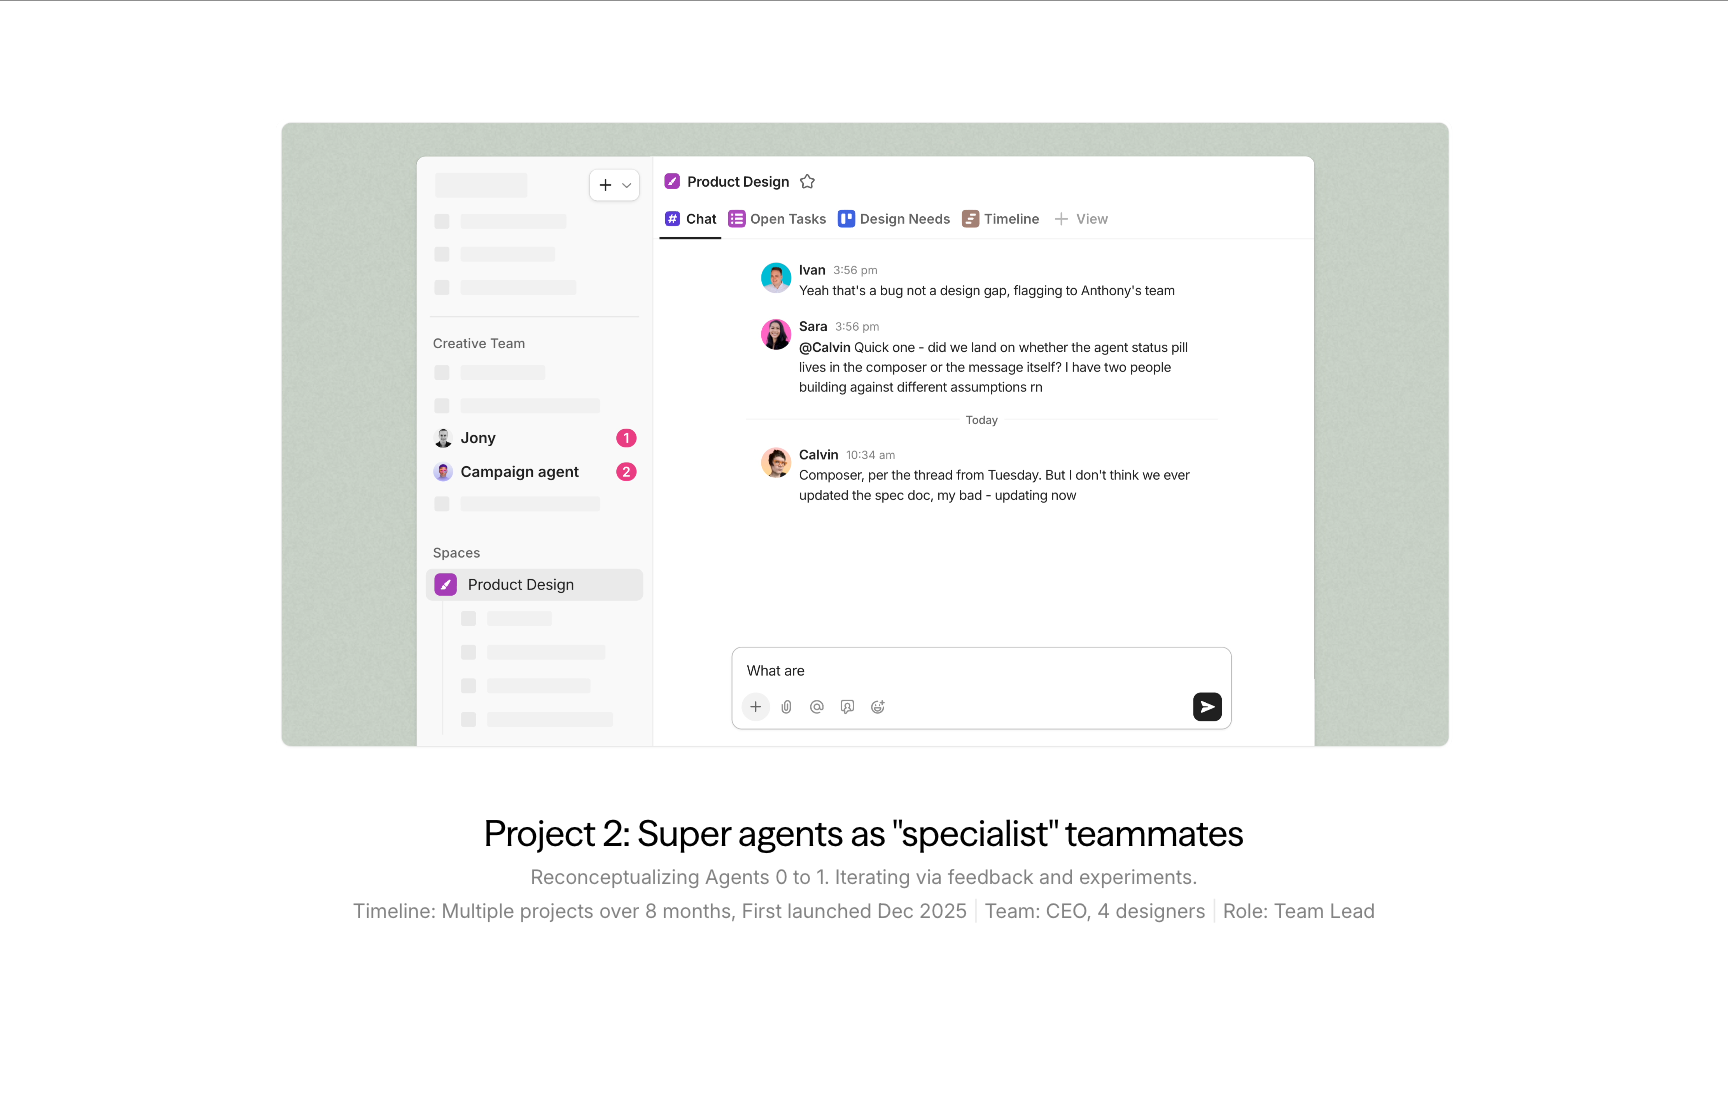 Product Design
# Chat
Open Tasks
Design Needs
Timeline
+ View
Creative Team
Jony
1
Campaign agent
2
Spaces
Product Design
Ivan 3:56 pm
Yeah that's a bug not a design gap, flagging to Anthony's team
Sara 3:56 pm
@Calvin Quick one - did we land on whether the agent status pill
lives in the composer or the message itself? I have two people
building against different assumptions rn
Today
Calvin 10:34 am
Composer, per the thread from Tuesday. But I don't think we ever
updated the spec doc, my bad - updating now
What are
Project 2: Super agents as "specialist" teammates
Reconceptualizing Agents 0 to 1. Iterating via feedback and experiments.
Timeline: Multiple projects over 8 months, First launched Dec 2025 | Team: CEO, 4 designers | Role: Team Lead